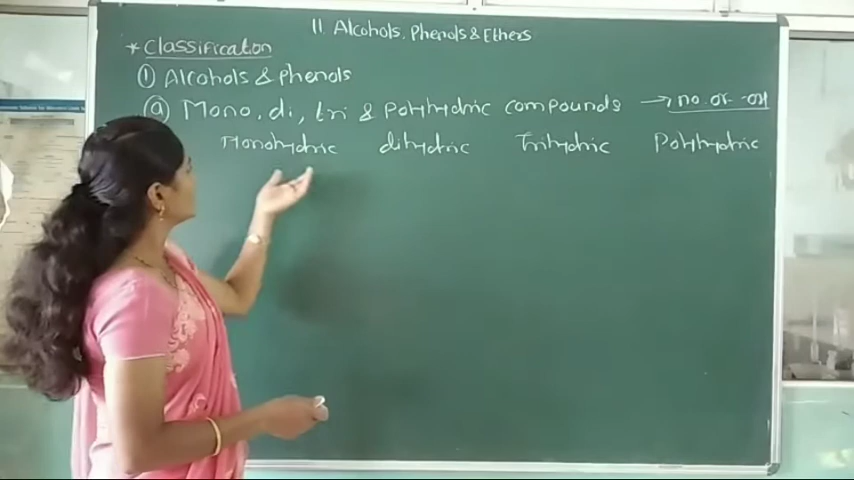 11. Alcohols, Phenols & Ethers
* Classification
① Alcohols & Phenols
ⓐ Mono, di, tri & Polyhydric compounds → no. of -OH
Monohydric dihydric Trihydric Polyhydric